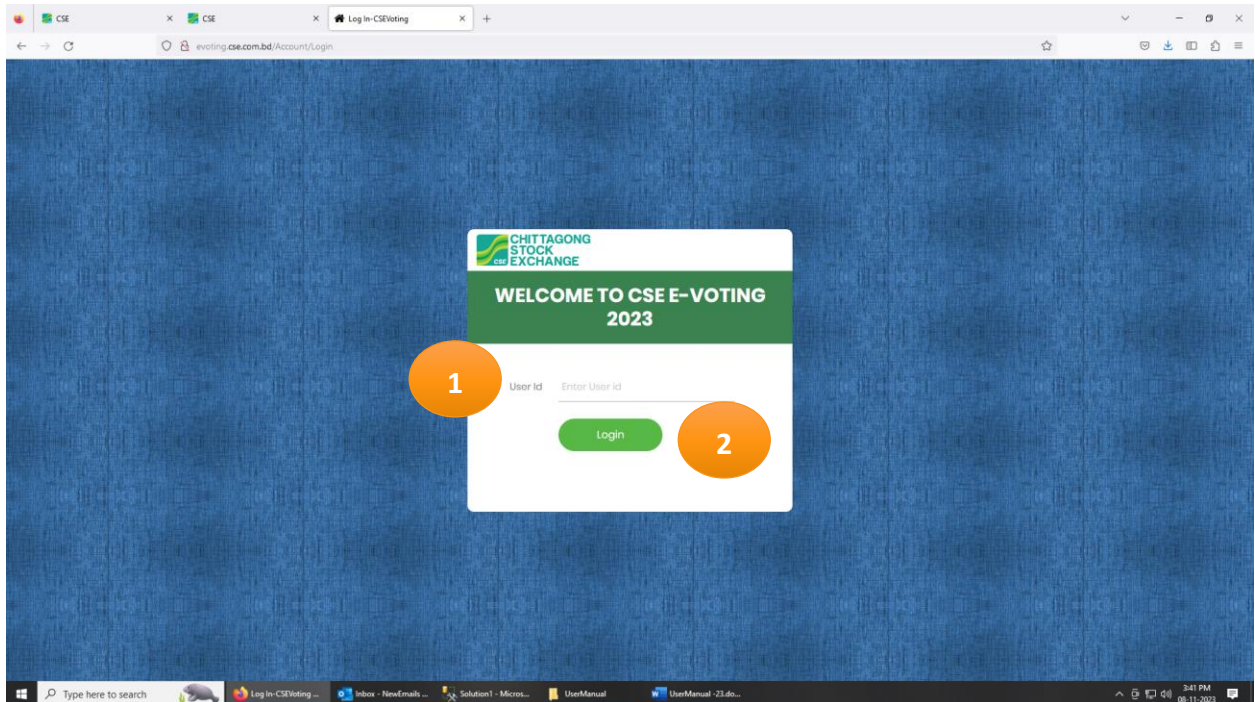 CSE
CSE
Log In-CSEVoting
evoting.cse.com.bd/Account/Login
CHITTAGONG
STOCK
CSE EXCHANGE
WELCOME TO CSE E-VOTING
2023
1 User Id Enter User id
Login 2
Type here to search Log In-CSEVoting ... Inbox - NewEmails ... Solution1 - Micros... UserManual UserManual -23.do... 3:41 PM
08-11-2023